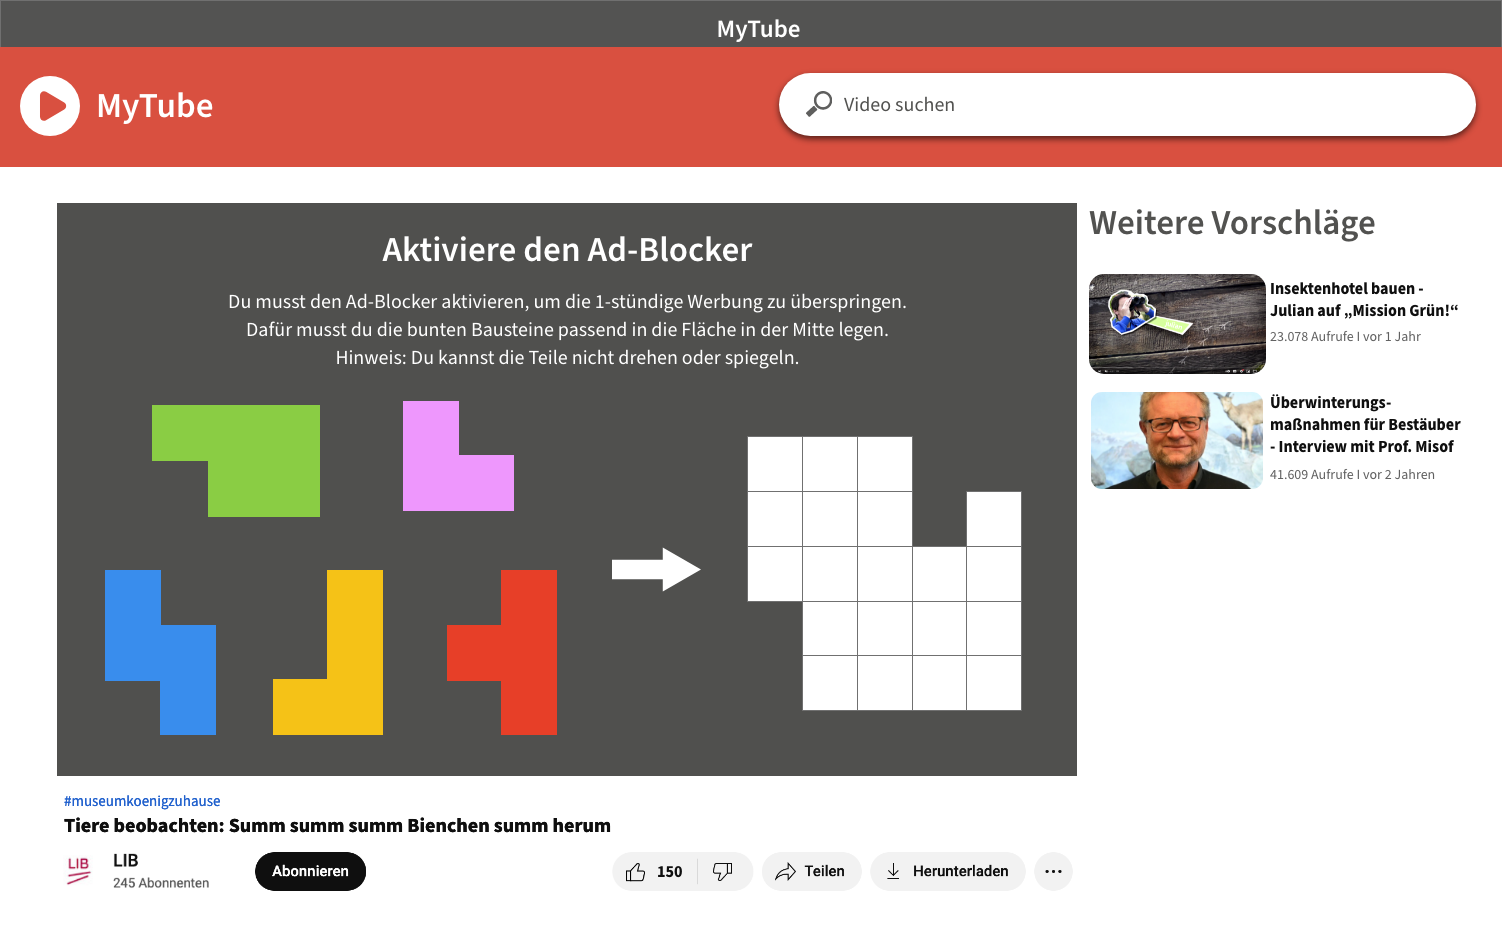 MyTube
MyTube
Video suchen
Aktiviere den Ad-Blocker
Du musst den Ad-Blocker aktivieren, um die 1-stündige Werbung zu überspringen.
Dafür musst du die bunten Bausteine passend in die Fläche in der Mitte legen.
Hinweis: Du kannst die Teile nicht drehen oder spiegeln.
Weitere Vorschläge
Insektenhotel bauen -
Julian auf „Mission Grün!“
23.078 Aufrufe I vor 1 Jahr
Überwinterungs-
maßnahmen für Bestäuber
- Interview mit Prof. Misof
41.609 Aufrufe I vor 2 Jahren
#museumkoenigzuhause
Tiere beobachten: Summ summ summ Bienchen summ herum
LIB
LIB
245 Abonnenten
Abonnieren
150
Teilen
Herunterladen